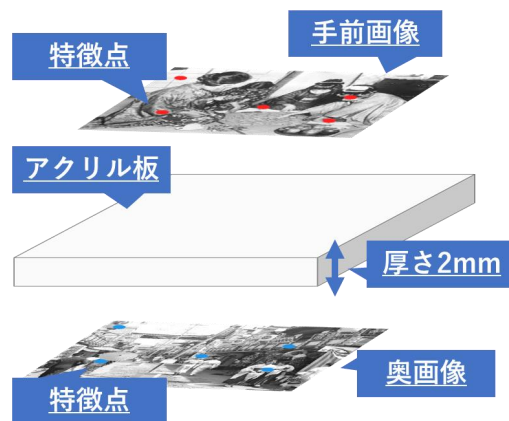 手前画像
特徴点
アクリル板
厚さ2mm
奥画像
特徴点